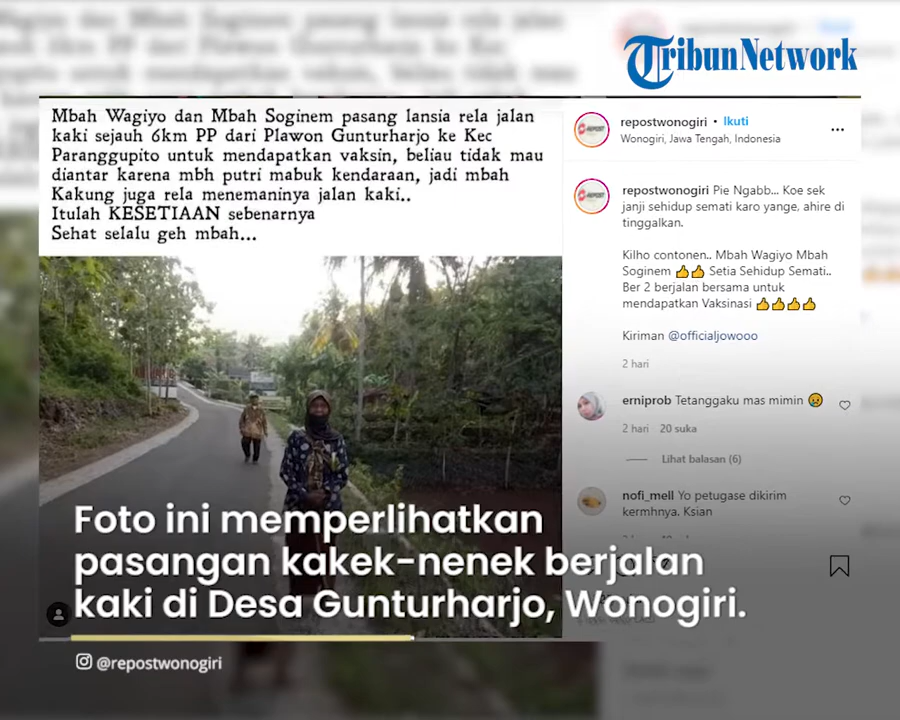 TribunNetwork
Mbah Wagiyo dan Mbah Soginem pasang lansia rela jalan
kaki sejauh 6km PP dari Plawon Gunturharjo ke Kec
Paranggupito untuk mendapatkan vaksin, beliau tidak mau
diantar karena mbh putri mabuk kendaraan, jadi mbah
Kakung juga rela menemaninya jalan kaki..
Itulah KESETIAAN sebenarnya
Sehat selalu geh mbah...
repostwonogiri • Ikuti
Wonogiri, Jawa Tengah, Indonesia
repostwonogiri Pie Ngabb... Koe sek
janji sehidup semati karo yange, ahire di
tinggalkan.
Kilho contonen.. Mbah Wagiyo Mbah
Soginem 👍👍 Setia Sehidup Semati..
Ber 2 berjalan bersama untuk
mendapatkan Vaksinasi 👍👍👍👍
Kiriman @officialjowooo
2 hari
erniprob Tetanggaku mas mimin 😢
2 hari 20 suka
Lihat balasan (6)
nofi_mell Yo petugase dikirim
kermhnya. Ksian
Foto ini memperlihatkan
pasangan kakek-nenek berjalan
kaki di Desa Gunturharjo, Wonogiri.
@repostwonogiri